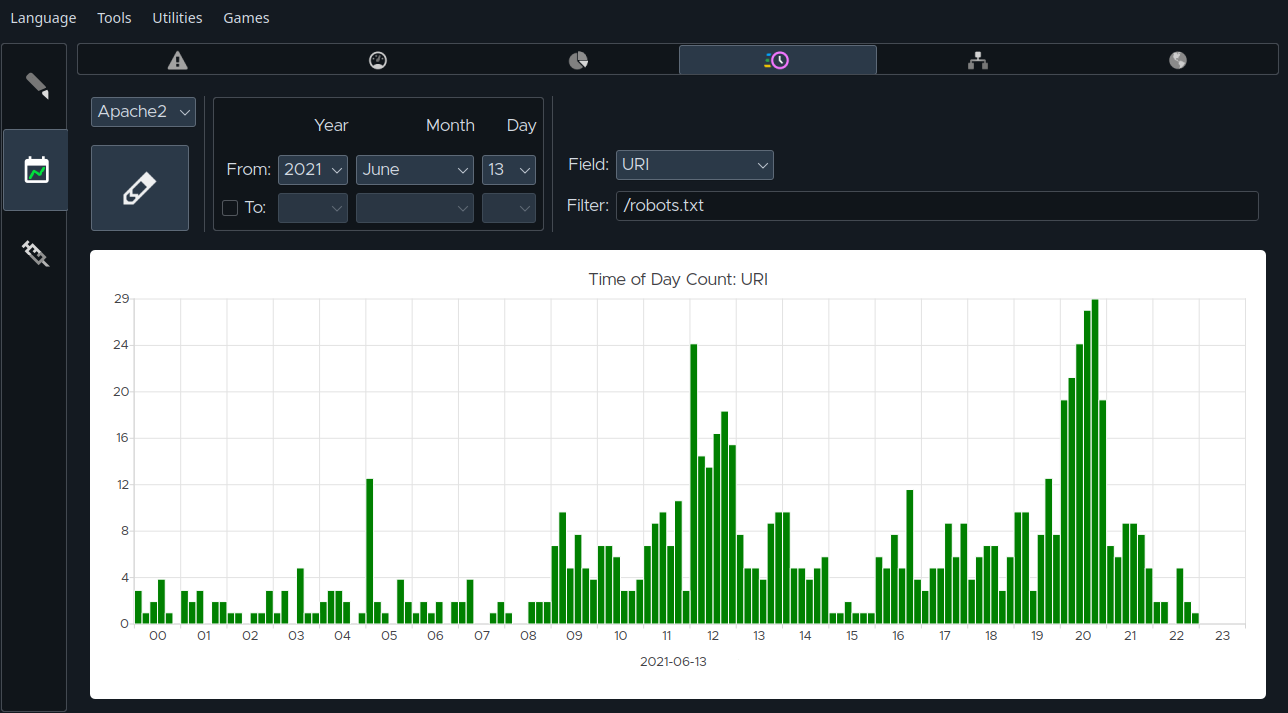 Language Tools Utilities Games
Apache2
Year Month Day
From: 2021 June 13
To:
Field: URI
Filter: /robots.txt
Time of Day Count: URI
29
24
20
16
12
8
4
0
00 01 02 03 04 05 06 07 08 09 10 11 12 13 14 15 16 17 18 19 20 21 22 23
2021-06-13